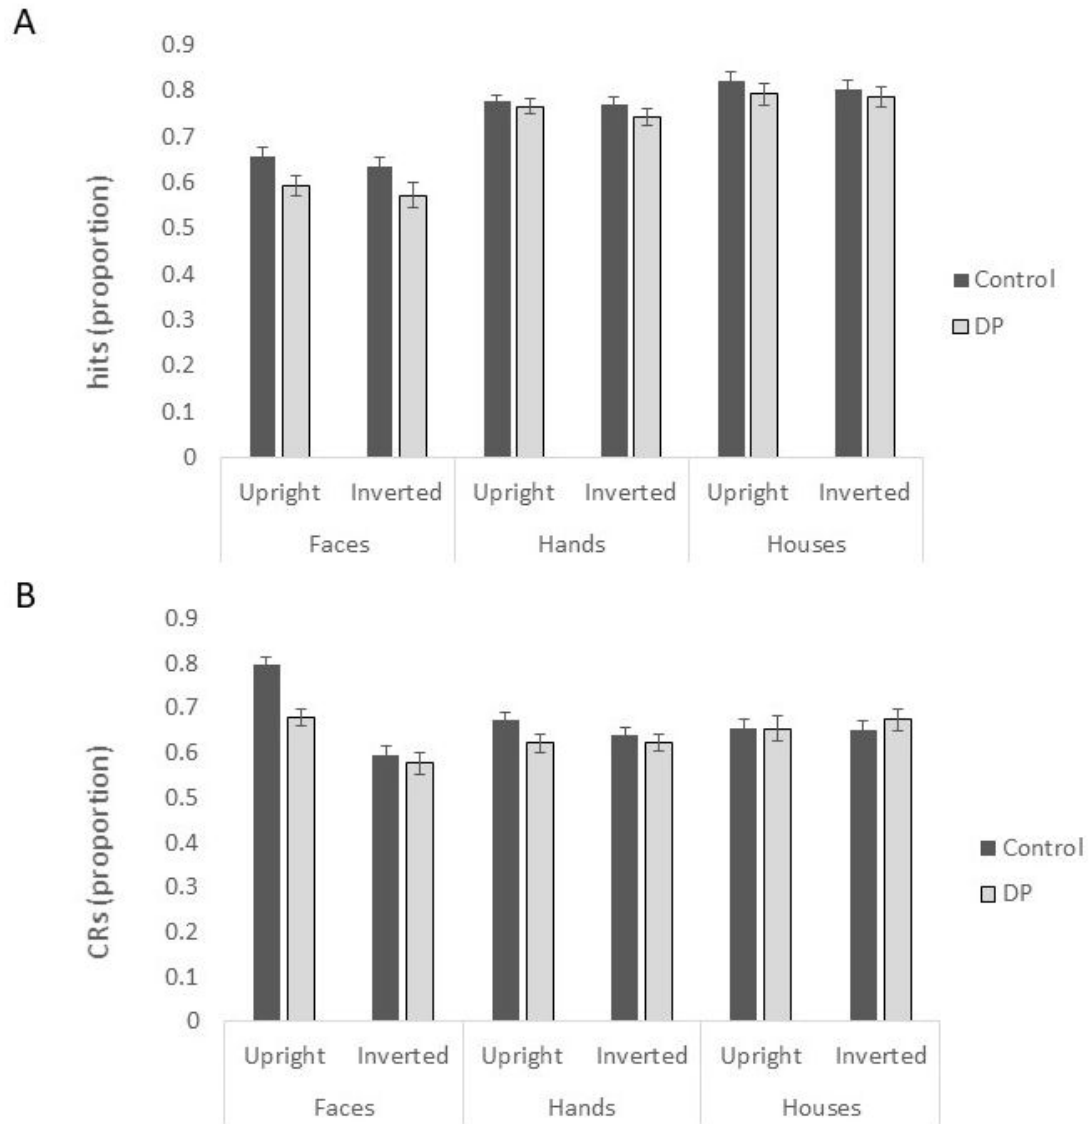 A
0.9
0.8
0.7
0.6
0.5
0.4
0.3
0.2
0.1
0
hits (proportion)
Control
DP
Upright Inverted Upright Inverted Upright Inverted
Faces Hands Houses
B
0.9
0.8
0.7
0.6
0.5
0.4
0.3
0.2
0.1
0
CRs (proportion)
Control
DP
Upright Inverted Upright Inverted Upright Inverted
Faces Hands Houses